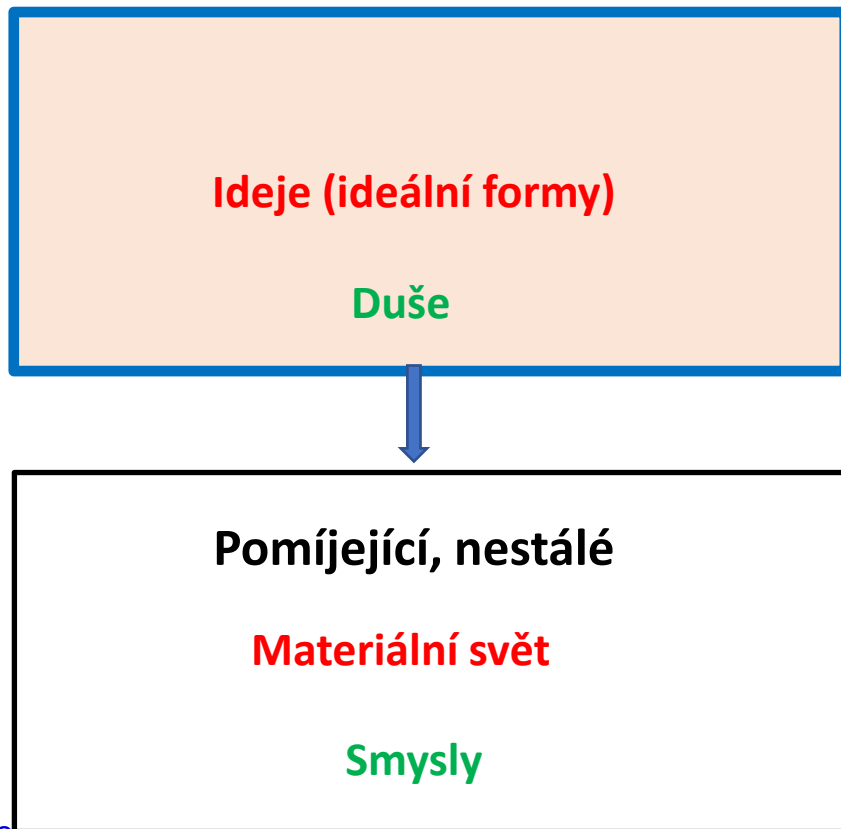 Ideje (ideální formy)
Duše
Pomíjející, nestálé
Materiální svět
Smysly